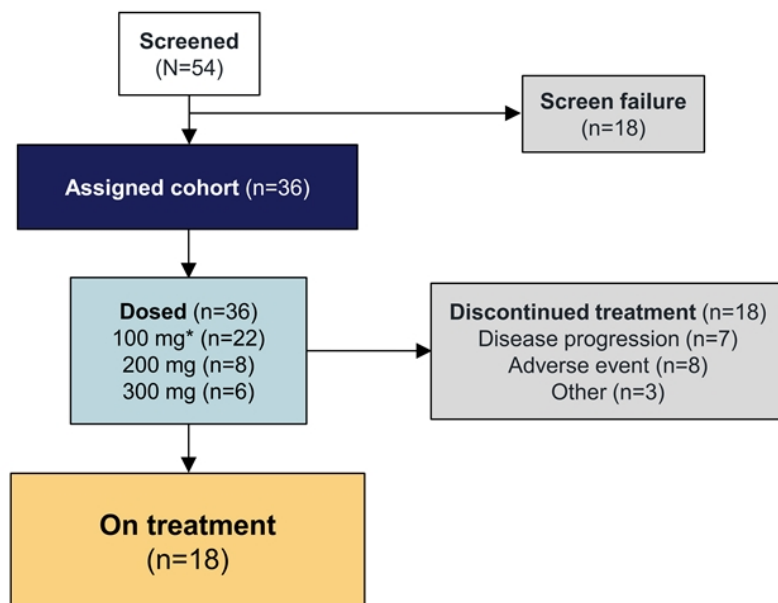 Screened
(N=54)
Screen failure
(n=18)
Assigned cohort (n=36)
Dosed (n=36)
100 mg* (n=22)
200 mg (n=8)
300 mg (n=6)
Discontinued treatment (n=18)
Disease progression (n=7)
Adverse event (n=8)
Other (n=3)
On treatment
(n=18)